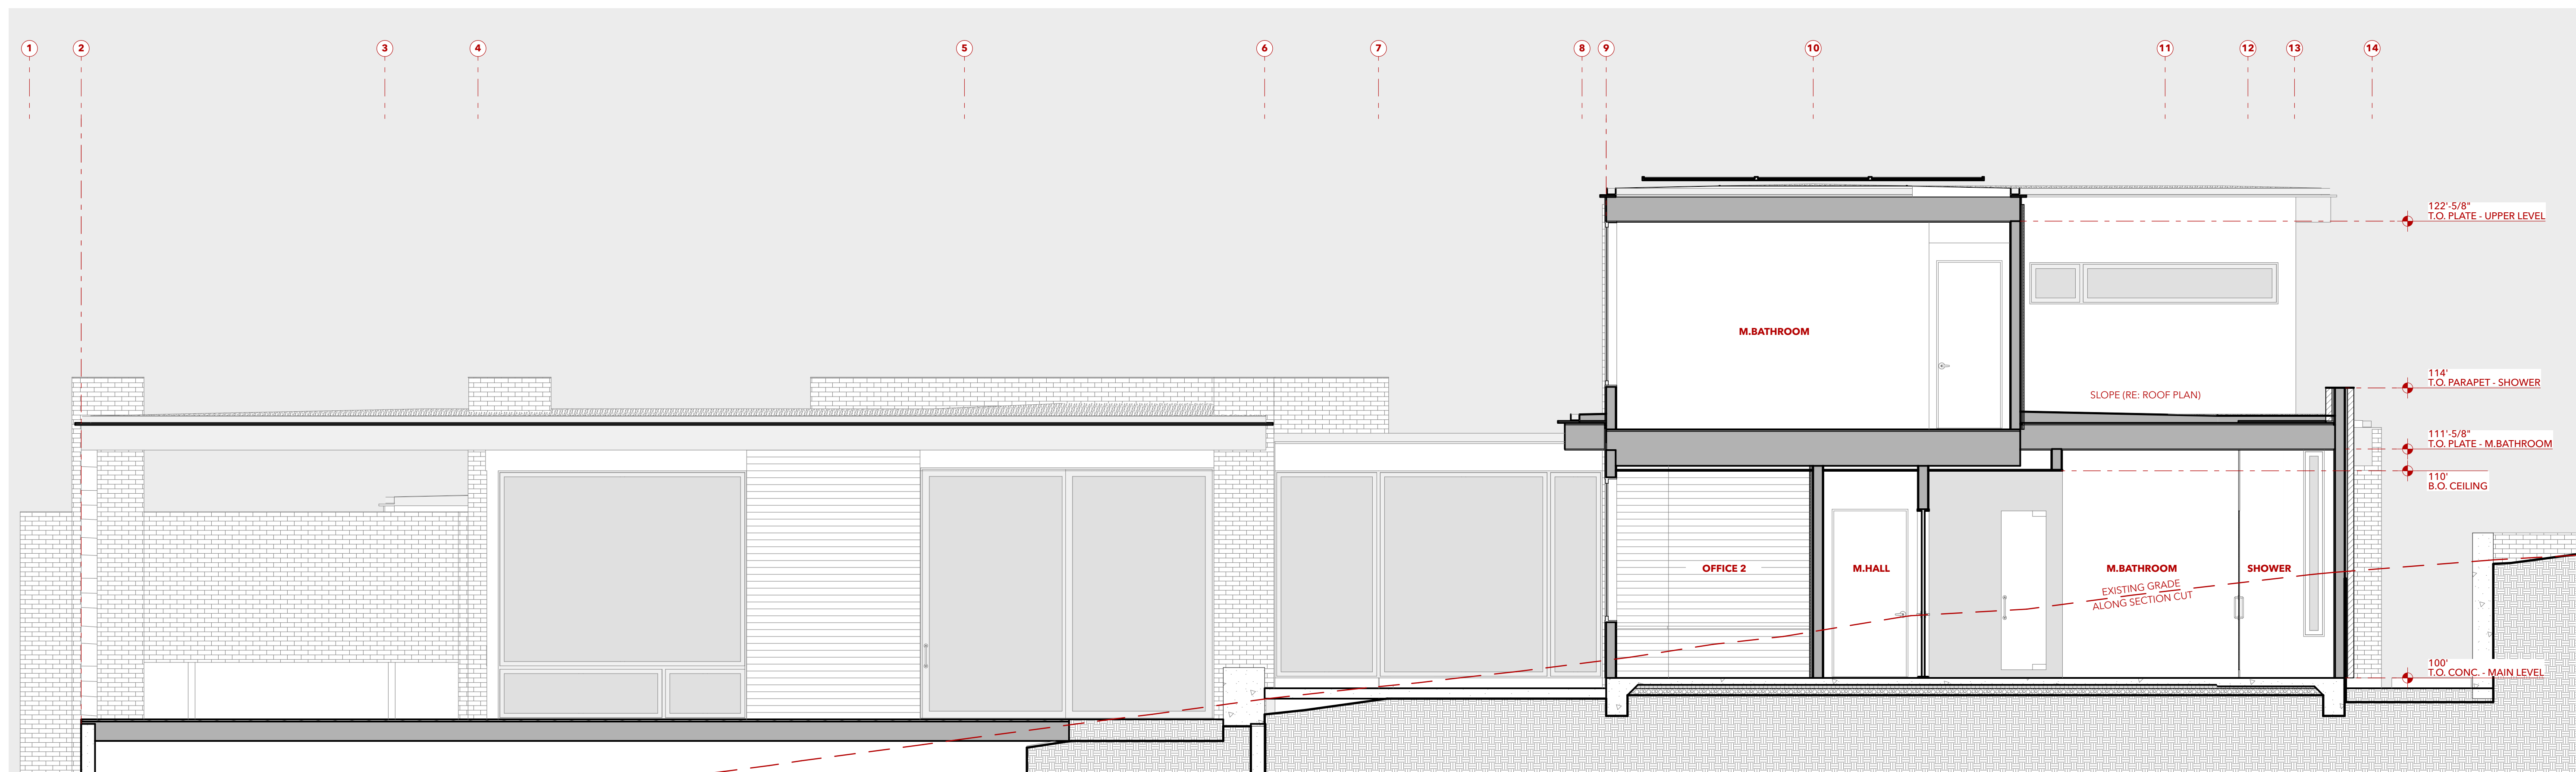 1 2 3 4 5 6 7 8 9 10 11 12 13 14
122'-5/8"
T.O. PLATE - UPPER LEVEL
M.BATHROOM
114'
T.O. PARAPET - SHOWER
SLOPE (RE: ROOF PLAN)
111'-5/8"
T.O. PLATE - M.BATHROOM
110'
B.O. CEILING
OFFICE 2
M.HALL
M.BATHROOM
SHOWER
EXISTING GRADE
ALONG SECTION CUT
100'
T.O. CONC. - MAIN LEVEL